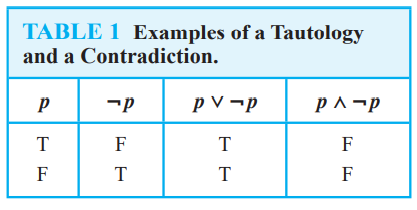 TABLE 1 Examples of a Tautology
and a Contradiction.
p ¬p p ∨ ¬p p ∧ ¬p
T F T F
F T T F